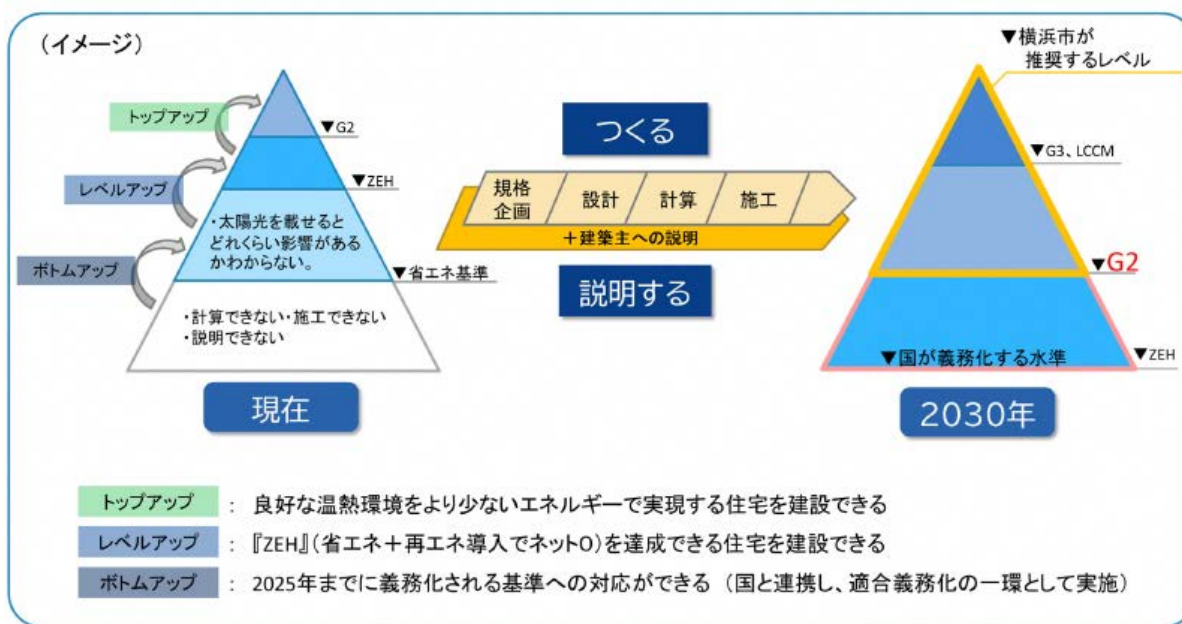 （イメージ）
トップアップ
レベルアップ
ボトムアップ
▼G2
▼ZEH
・太陽光を載せると
どれくらい影響がある
かわからない。
▼省エネ基準
・計算できない・施工できない
・説明できない
現在
つくる
規格
企画
設計
計算
施工
＋建築主への説明
説明する
▼横浜市が
推奨するレベル
▼G3、LCCM
▼G2
▼国が義務化する水準
▼ZEH
2030年
トップアップ ： 良好な温熱環境をより少ないエネルギーで実現する住宅を建設できる
レベルアップ ： 『ZEH』（省エネ＋再エネ導入でネット0）を達成できる住宅を建設できる
ボトムアップ ： 2025年までに義務化される基準への対応ができる （国と連携し、適合義務化の一環として実施）